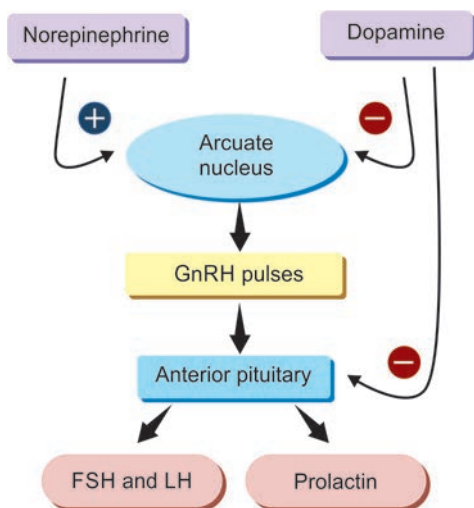 Norepinephrine
Dopamine
+
−
Arcuate
nucleus
GnRH pulses
−
Anterior pituitary
FSH and LH
Prolactin